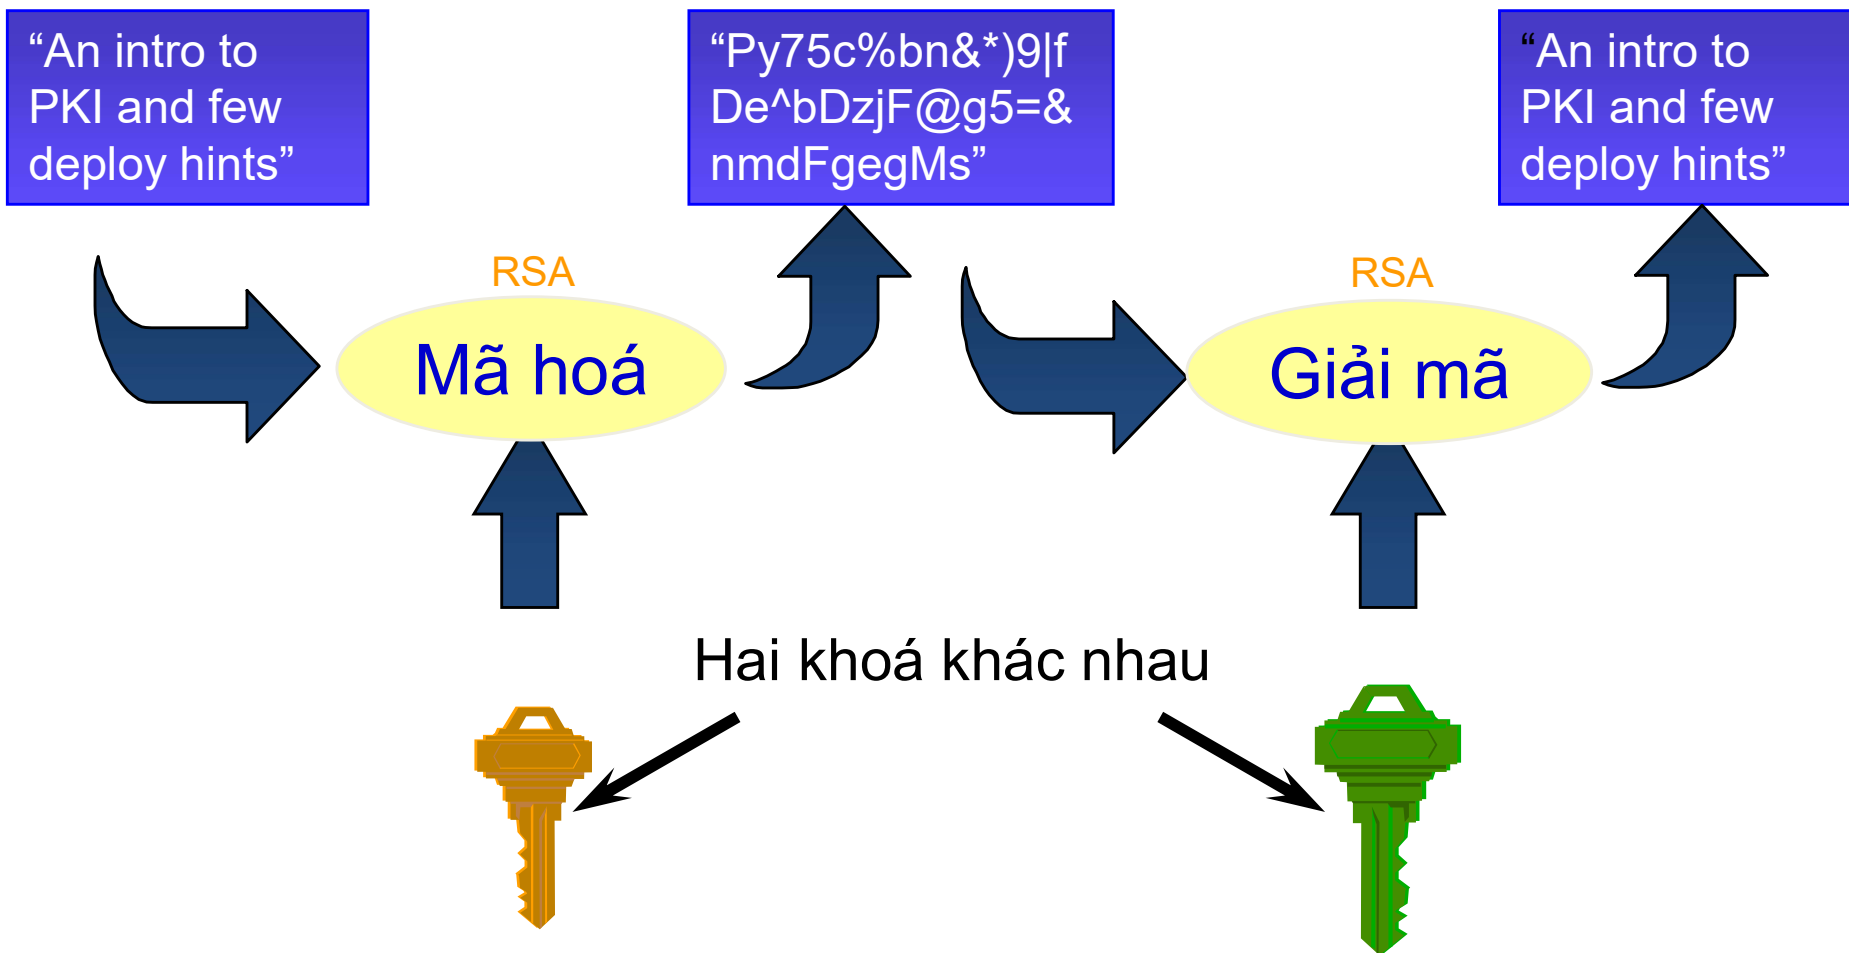 “An intro to
PKI and few
deploy hints”
“Py75c%bn&*)9|f
De^bDzjF@g5=&
nmdFgegMs”
“An intro to
PKI and few
deploy hints”
RSA
Mã hoá
RSA
Giải mã
Hai khoá khác nhau